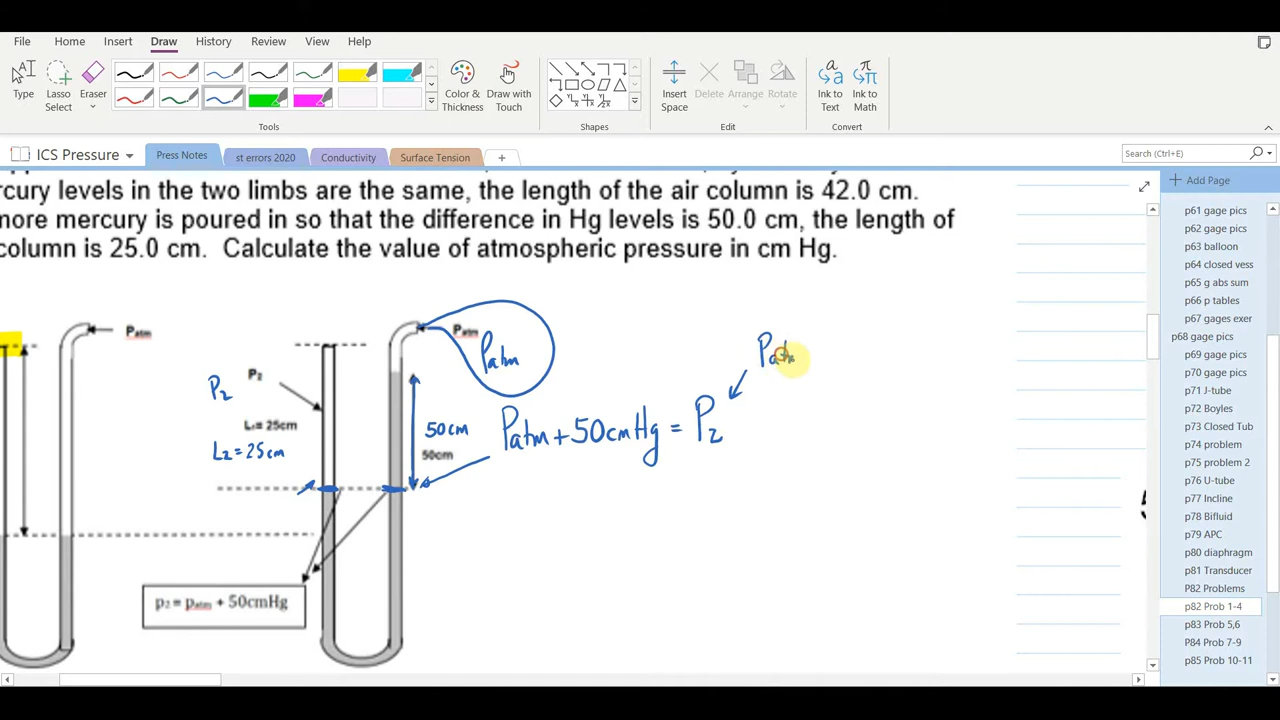 File Home Insert Draw History Review View Help
Type Lasso Select Eraser Color & Thickness Draw with Touch Insert Space Delete Arrange Rotate Ink to Text Ink to Math
Tools Shapes Edit Convert
ICS Pressure Press Notes st errors 2020 Conductivity Surface Tension + Search (Ctrl+E)
Add Page
rcury levels in the two limbs are the same, the length of the air column is 42.0 cm.
more mercury is poured in so that the difference in Hg levels is 50.0 cm, the length of
column is 25.0 cm. Calculate the value of atmospheric pressure in cm Hg.
Patm
Patm
Patm
Patm
P₂
P₂
L₂ = 25cm
50cm
50cm
Patm + 50cmHg = P₂
p₂ = patm + 50cmHg
p61 gage pics
p62 gage pics
p63 balloon
p64 closed vess
p65 g abs sum
p66 p tables
p67 gages exer
p68 gage pics
p69 gage pics
p70 gage pics
p71 J-tube
p72 Boyles
p73 Closed Tub
p74 problem
p75 problem 2
p76 U-tube
p77 Incline
p78 Bifluid
p79 APC
p80 diaphragm
p81 Transducer
P82 Problems
p82 Prob 1-4
p83 Prob 5,6
P84 Prob 7-9
p85 Prob 10-11